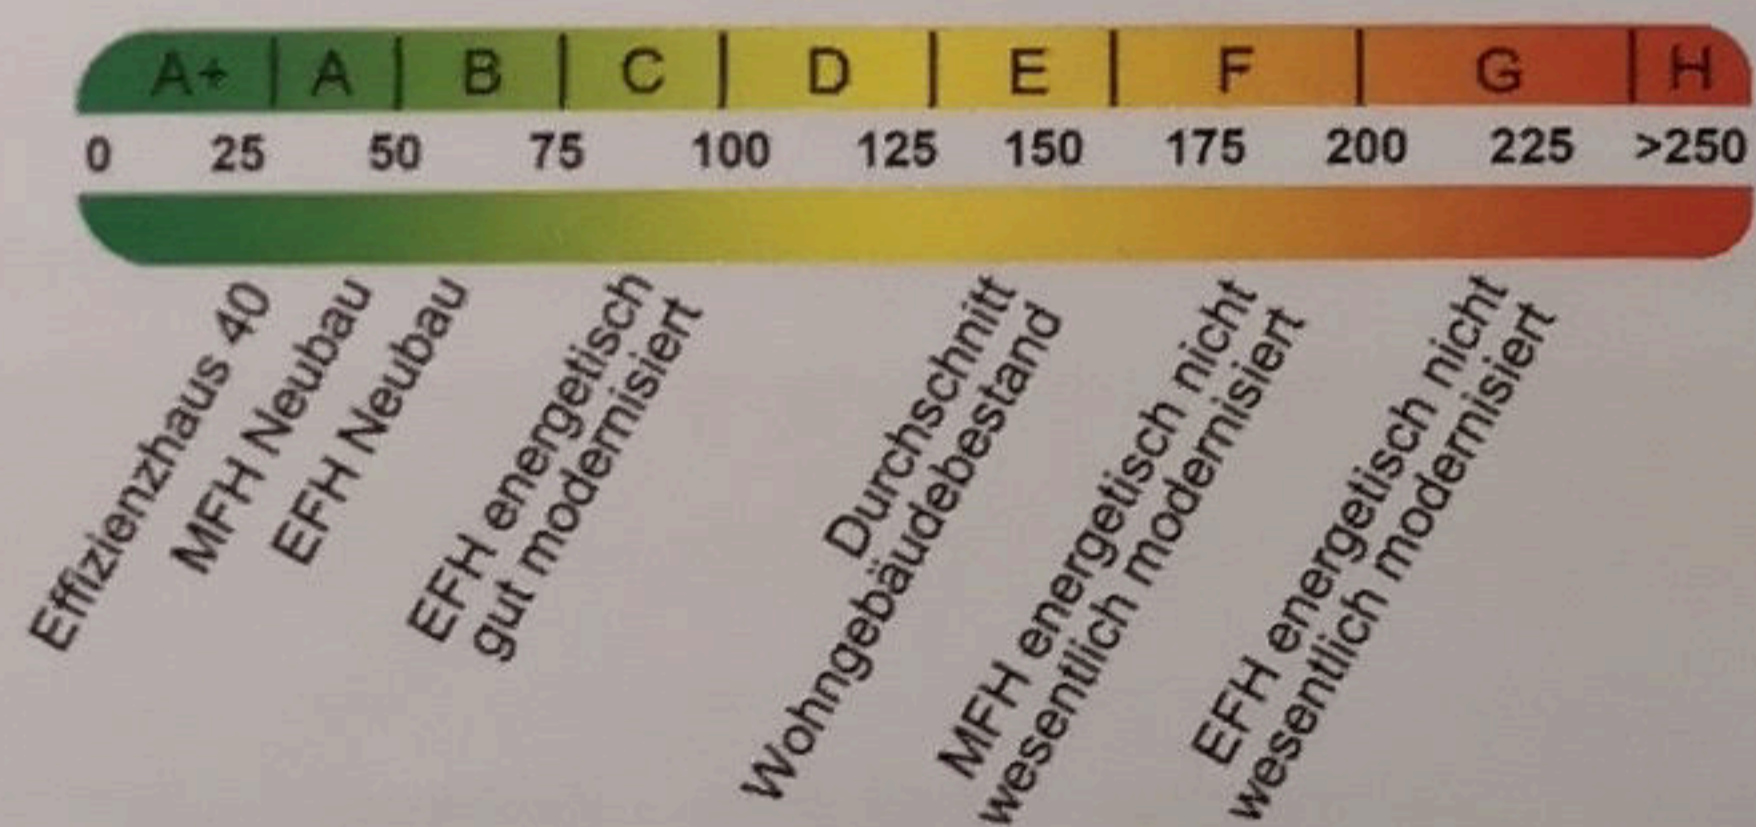 A+ | A | B | C | D | E | F | G | H
0 25 50 75 100 125 150 175 200 225 >250
Effizienzhaus 40
MFH Neubau
EFH Neubau
EFH energetisch
gut modernisiert
Durchschnitt
Wohngebäudebestand
MFH energetisch nicht
wesentlich modernisiert
EFH energetisch nicht
wesentlich modernisiert